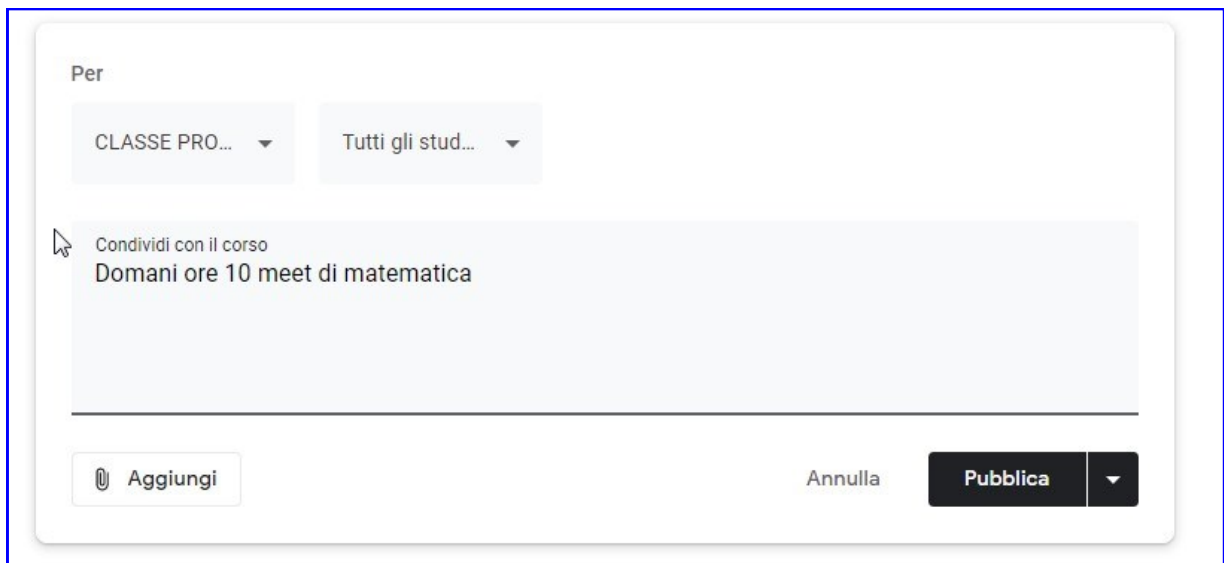 Per
CLASSE PRO... Tutti gli stud...
Condividi con il corso
Domani ore 10 meet di matematica
Aggiungi Annulla Pubblica